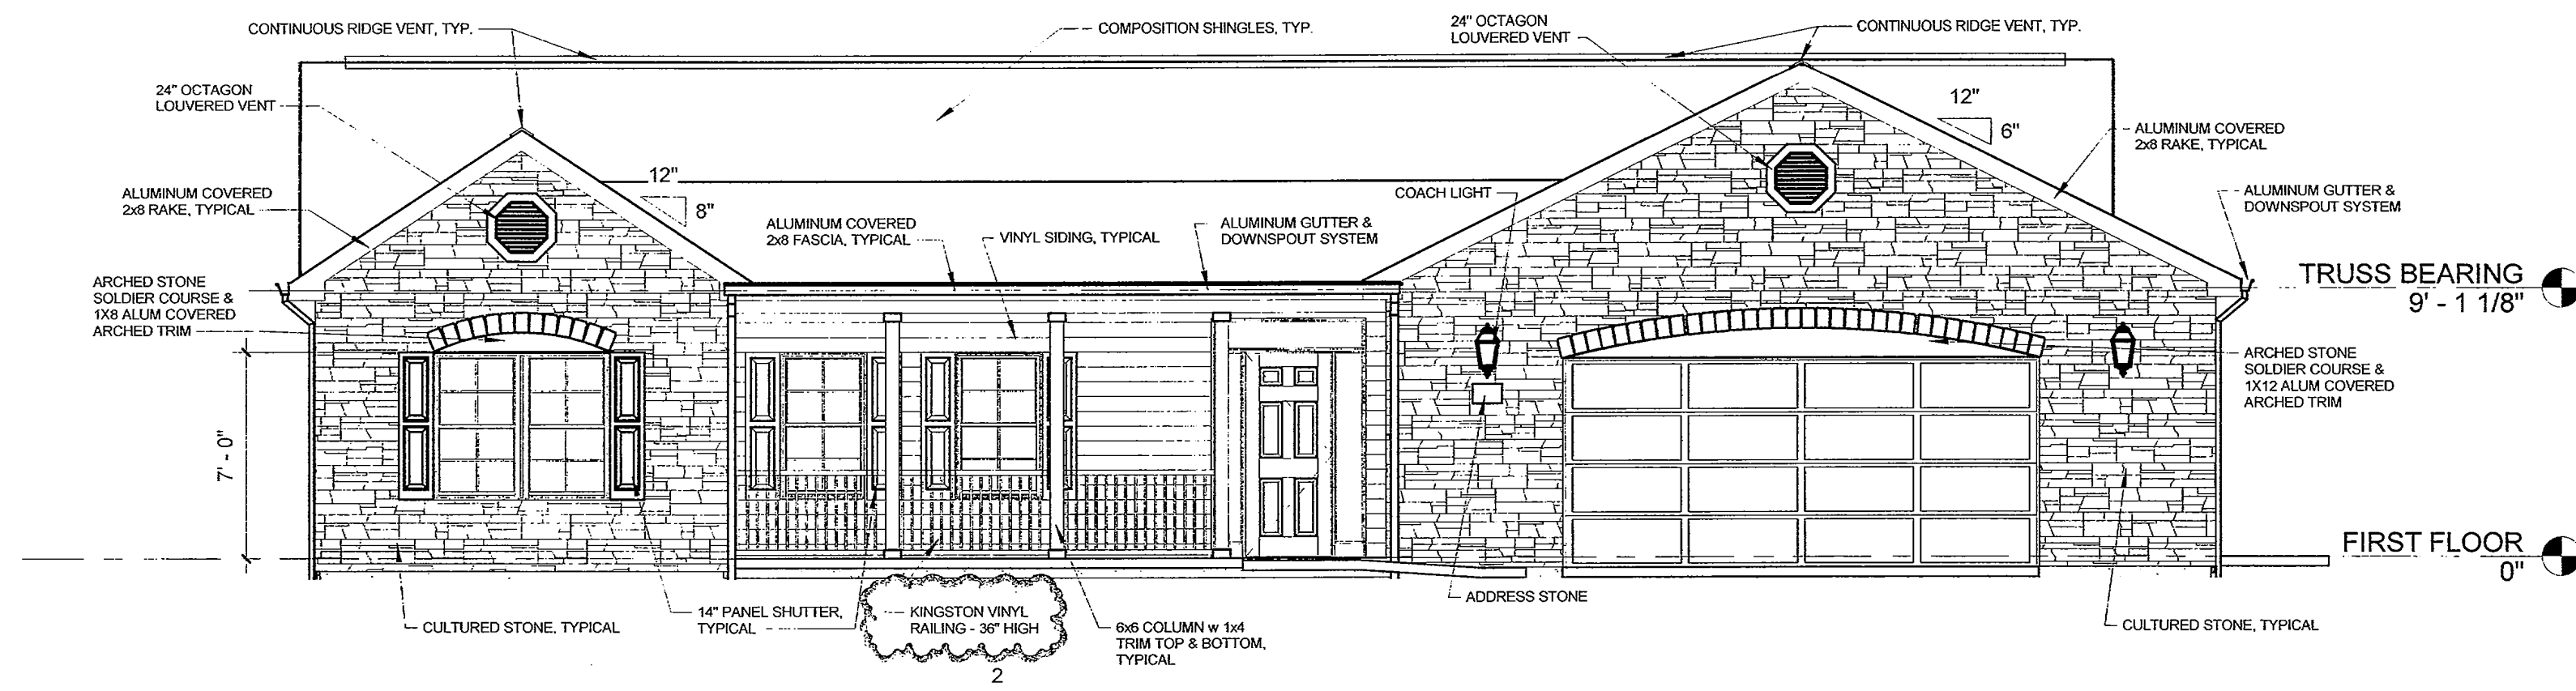 CONTINUOUS RIDGE VENT, TYP.
COMPOSITION SHINGLES, TYP.
24" OCTAGON
LOUVERED VENT
CONTINUOUS RIDGE VENT, TYP.
24" OCTAGON
LOUVERED VENT
12"
6"
ALUMINUM COVERED
2x8 RAKE, TYPICAL
ALUMINUM COVERED
2x8 RAKE, TYPICAL
12"
8"
COACH LIGHT
ALUMINUM GUTTER &
DOWNSPOUT SYSTEM
ALUMINUM COVERED
2x8 FASCIA, TYPICAL
VINYL SIDING, TYPICAL
ALUMINUM GUTTER &
DOWNSPOUT SYSTEM
ARCHED STONE
SOLDIER COURSE &
1X8 ALUM COVERED
ARCHED TRIM
TRUSS BEARING
9' - 1 1/8"
ARCHED STONE
SOLDIER COURSE &
1X12 ALUM COVERED
ARCHED TRIM
7' - 0"
FIRST FLOOR
0"
CULTURED STONE, TYPICAL
14" PANEL SHUTTER,
TYPICAL
KINGSTON VINYL
RAILING - 36" HIGH
2
6x6 COLUMN w 1x4
TRIM TOP & BOTTOM,
TYPICAL
ADDRESS STONE
CULTURED STONE, TYPICAL